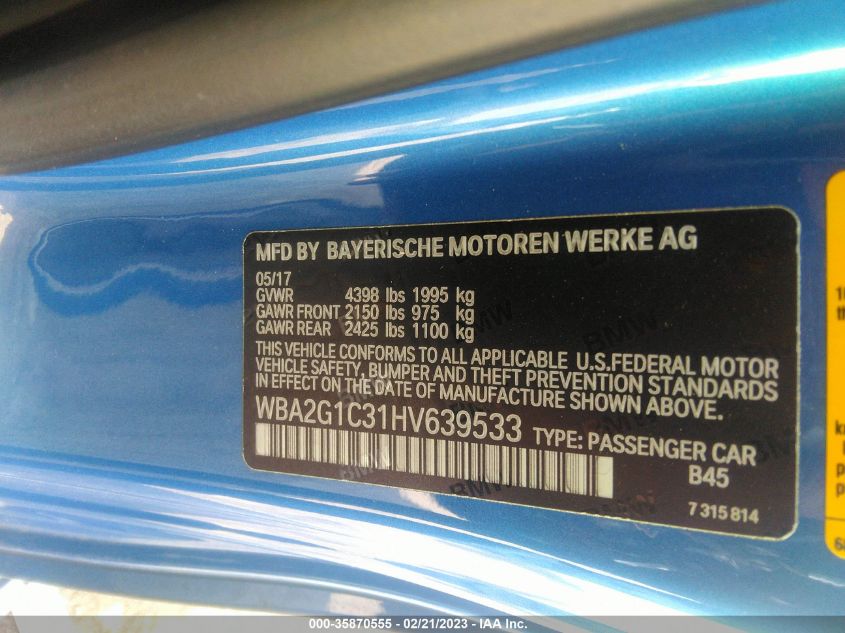 MFD BY BAYERISCHE MOTOREN WERKE AG
05/17
GVWR 4398 lbs 1995 kg
GAWR FRONT 2150 lbs 975 kg
GAWR REAR 2425 lbs 1100 kg
THIS VEHICLE CONFORMS TO ALL APPLICABLE U.S.FEDERAL MOTOR
VEHICLE SAFETY, BUMPER AND THEFT PREVENTION STANDARDS
IN EFFECT ON THE DATE OF MANUFACTURE SHOWN ABOVE.
WBA2G1C31HV639533 TYPE: PASSENGER CAR
B45
7 315 814
BMW
BMW
000-35870555 - 02/21/2023 - IAA Inc.